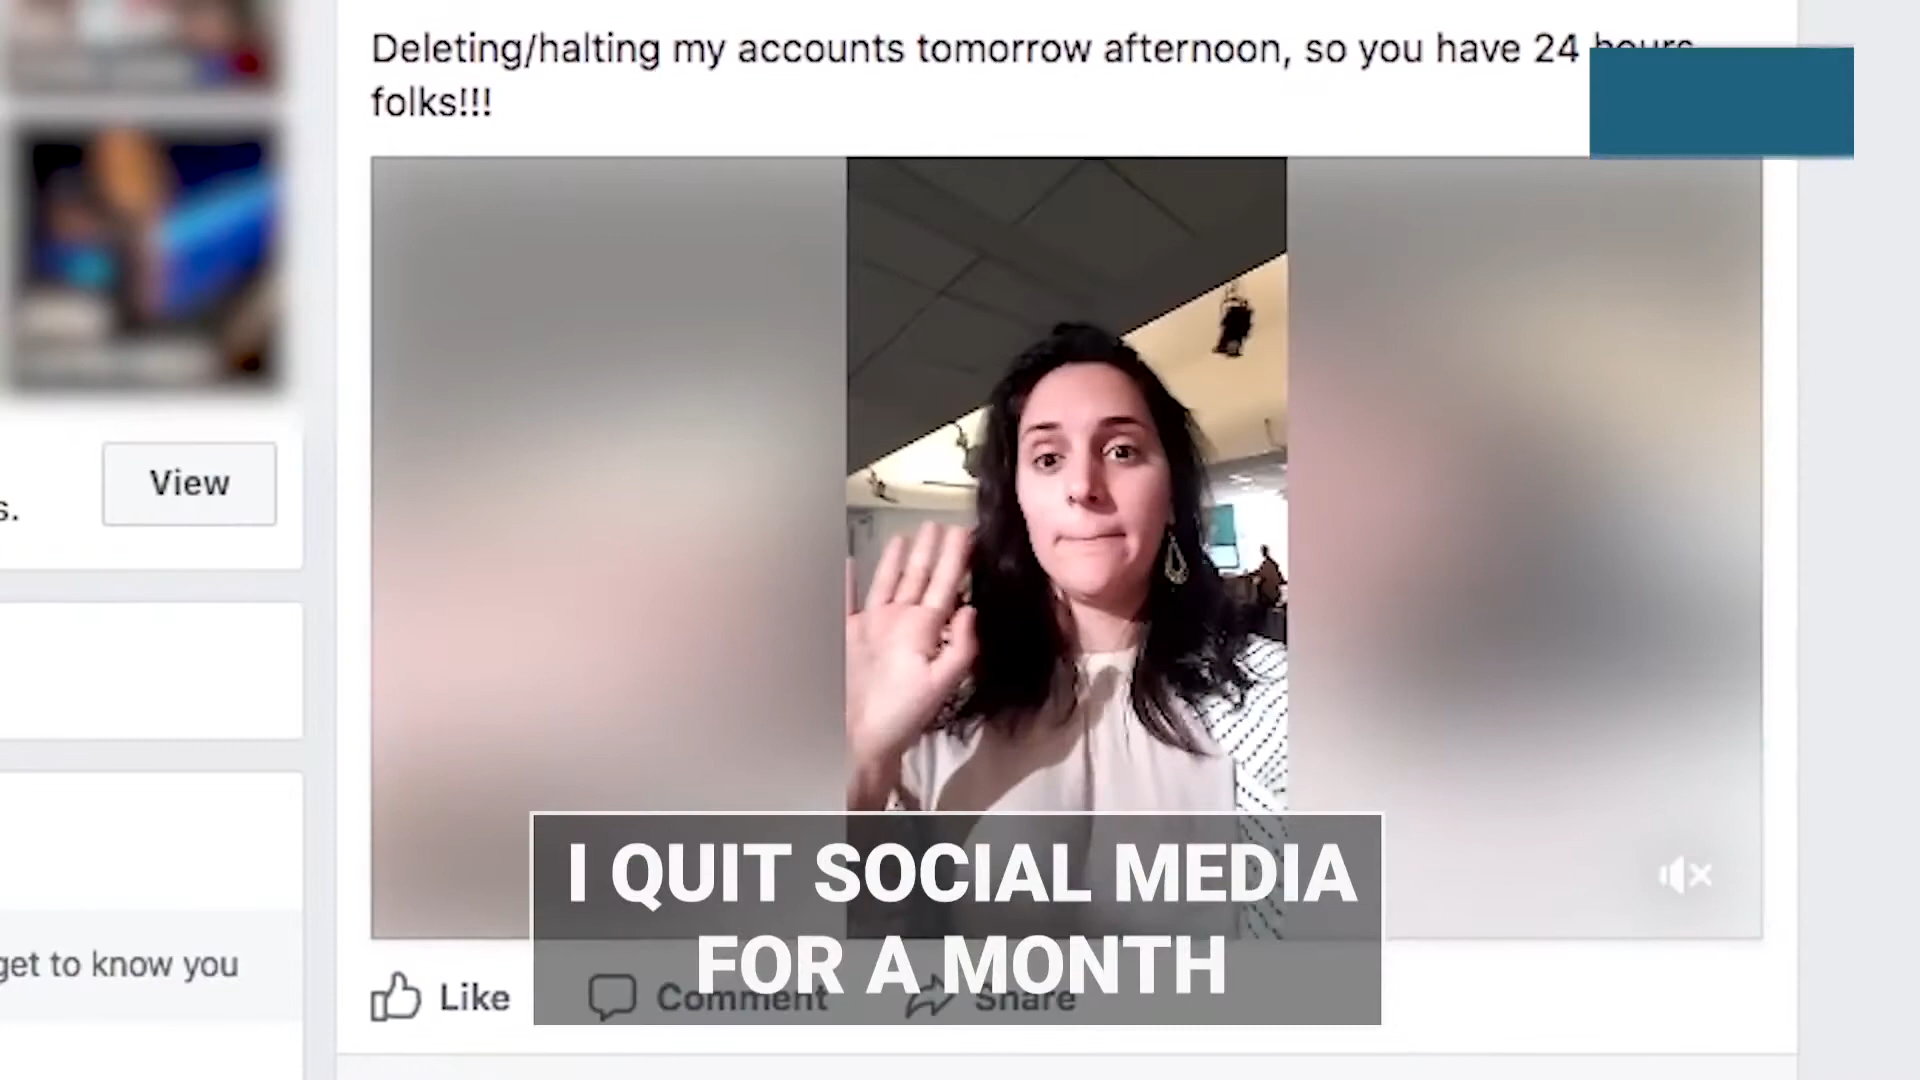 Deleting/halting my accounts tomorrow afternoon, so you have 24 hours
folks!!!
View
s.
I QUIT SOCIAL MEDIA
FOR A MONTH
get to know you
Like
Comment
Share